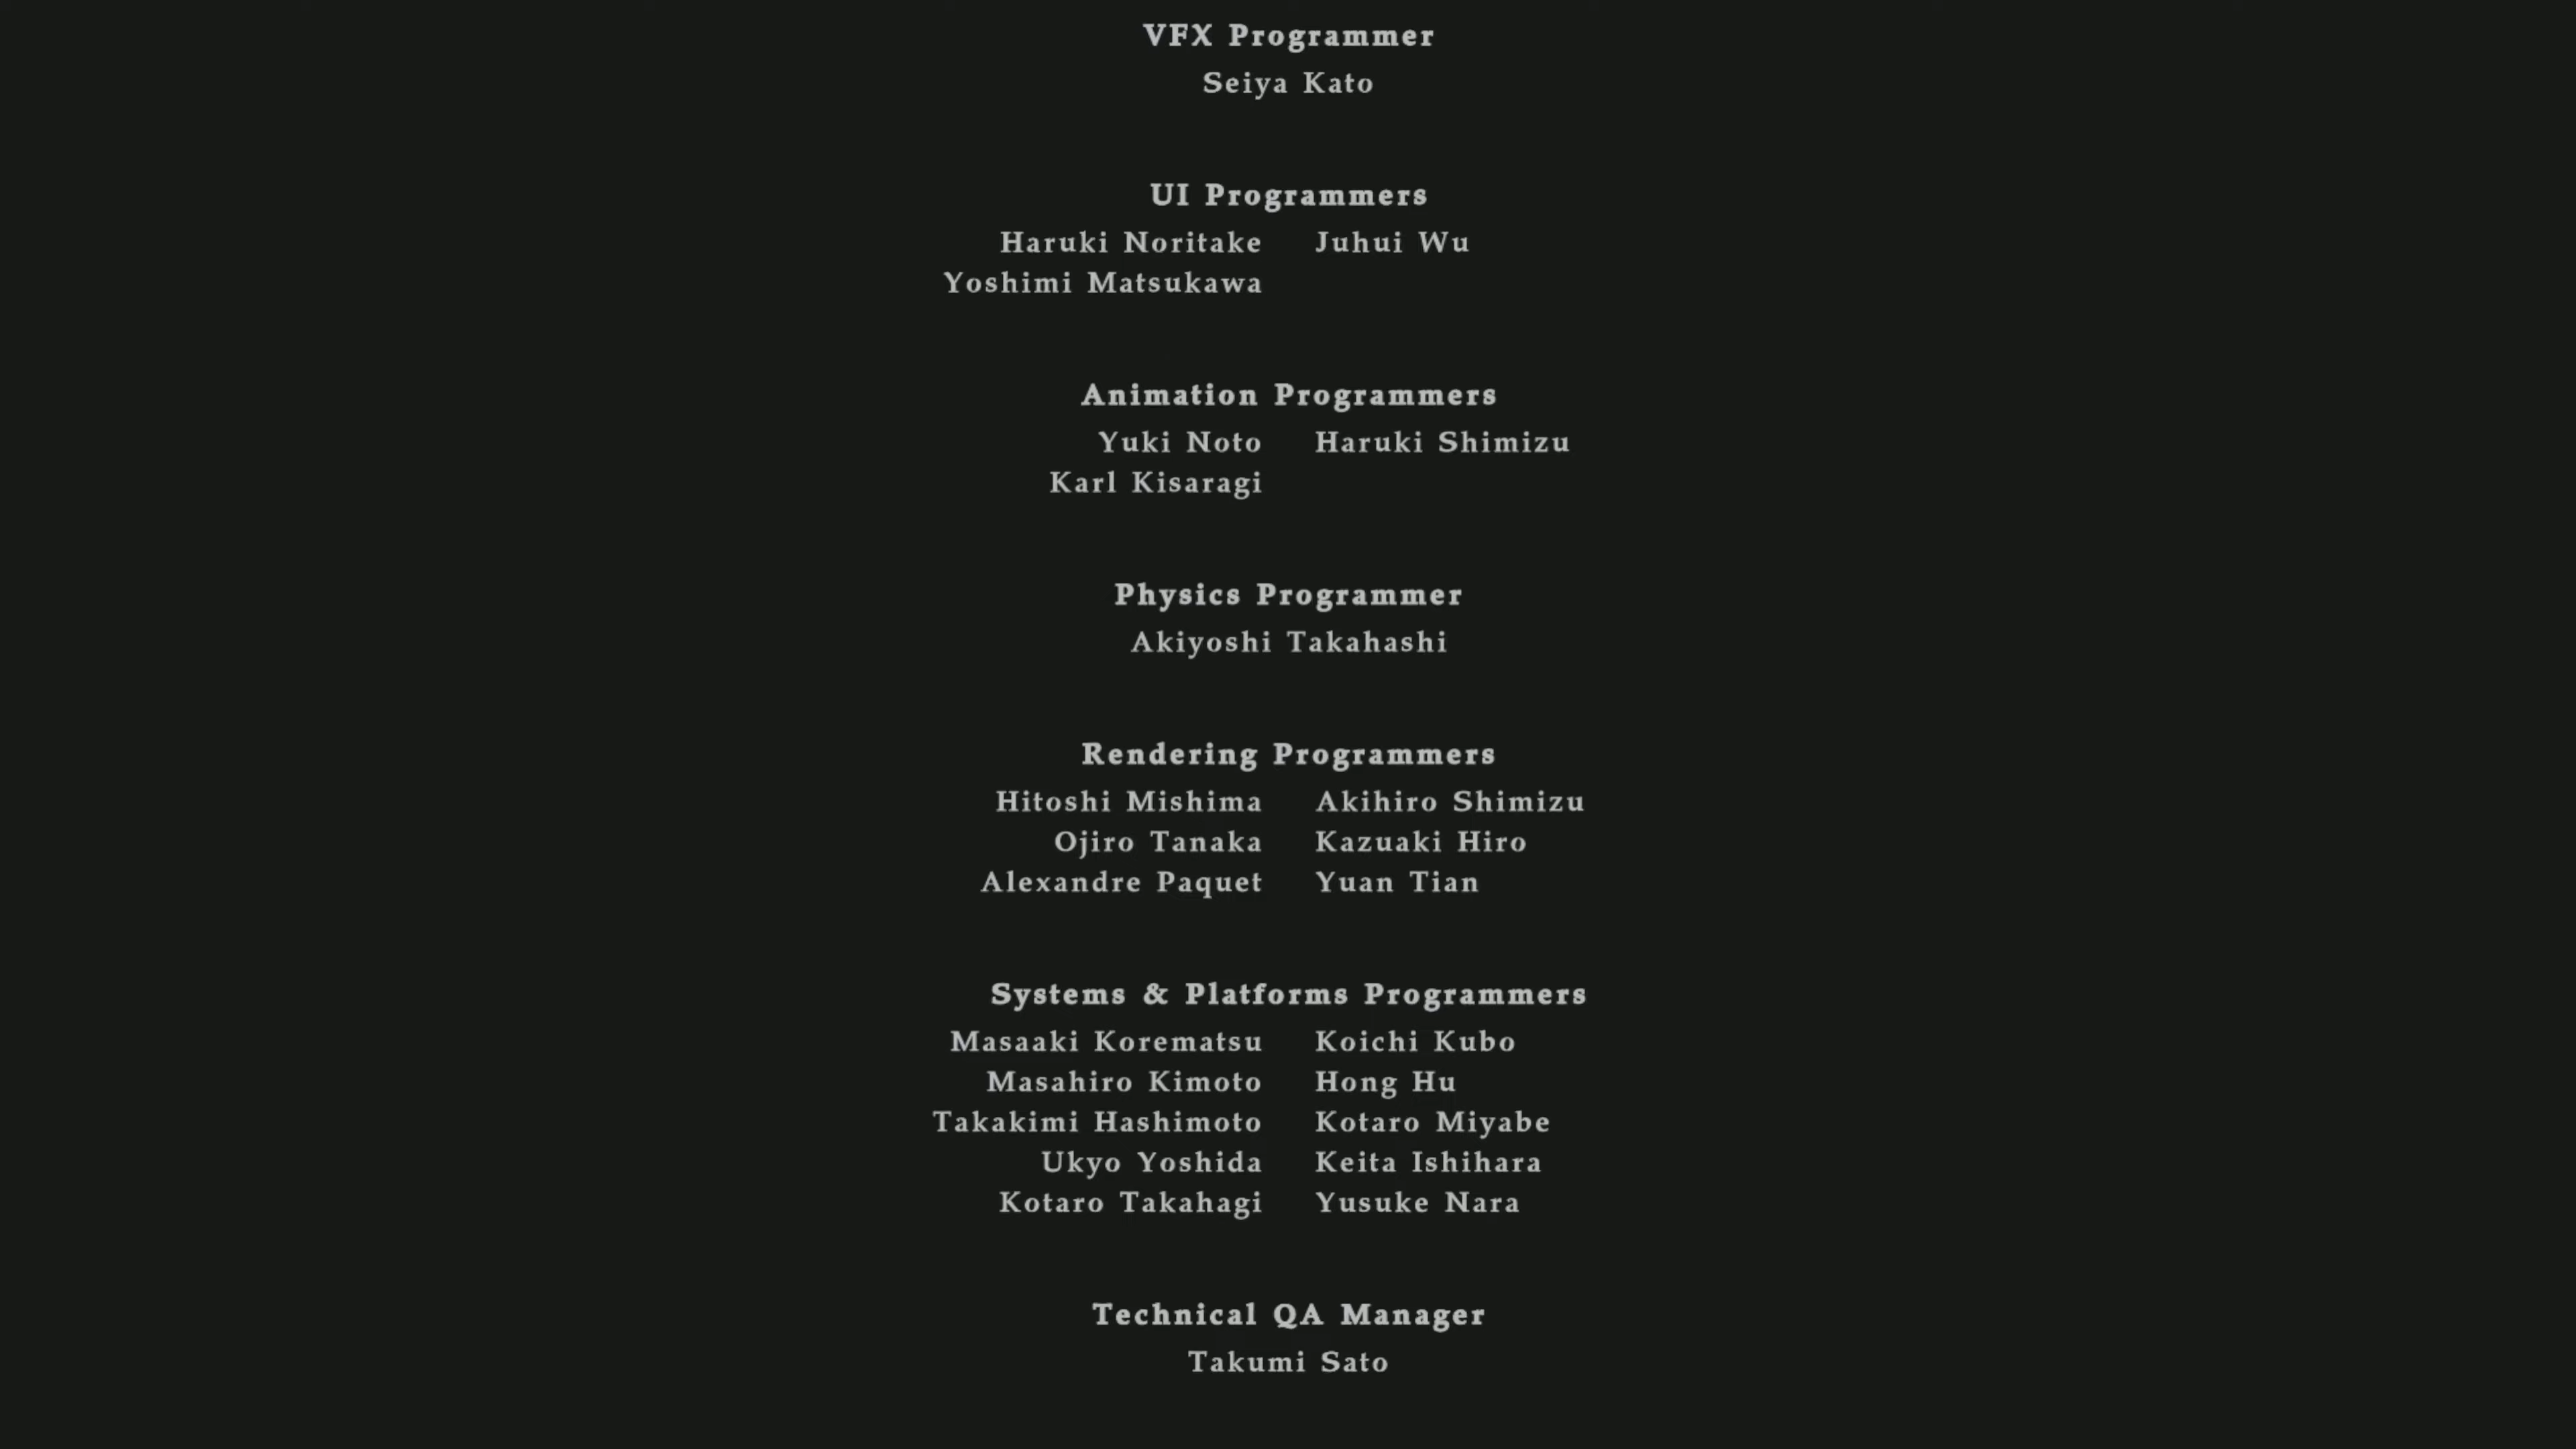 VFX Programmer
Seiya Kato
UI Programmers
Haruki Noritake Juhui Wu
Yoshimi Matsukawa
Animation Programmers
Yuki Noto Haruki Shimizu
Karl Kisaragi
Physics Programmer
Akiyoshi Takahashi
Rendering Programmers
Hitoshi Mishima Akihiro Shimizu
Ojiro Tanaka Kazuaki Hiro
Alexandre Paquet Yuan Tian
Systems & Platforms Programmers
Masaaki Korematsu Koichi Kubo
Masahiro Kimoto Hong Hu
Takakimi Hashimoto Kotaro Miyabe
Ukyo Yoshida Keita Ishihara
Kotaro Takahagi Yusuke Nara
Technical QA Manager
Takumi Sato